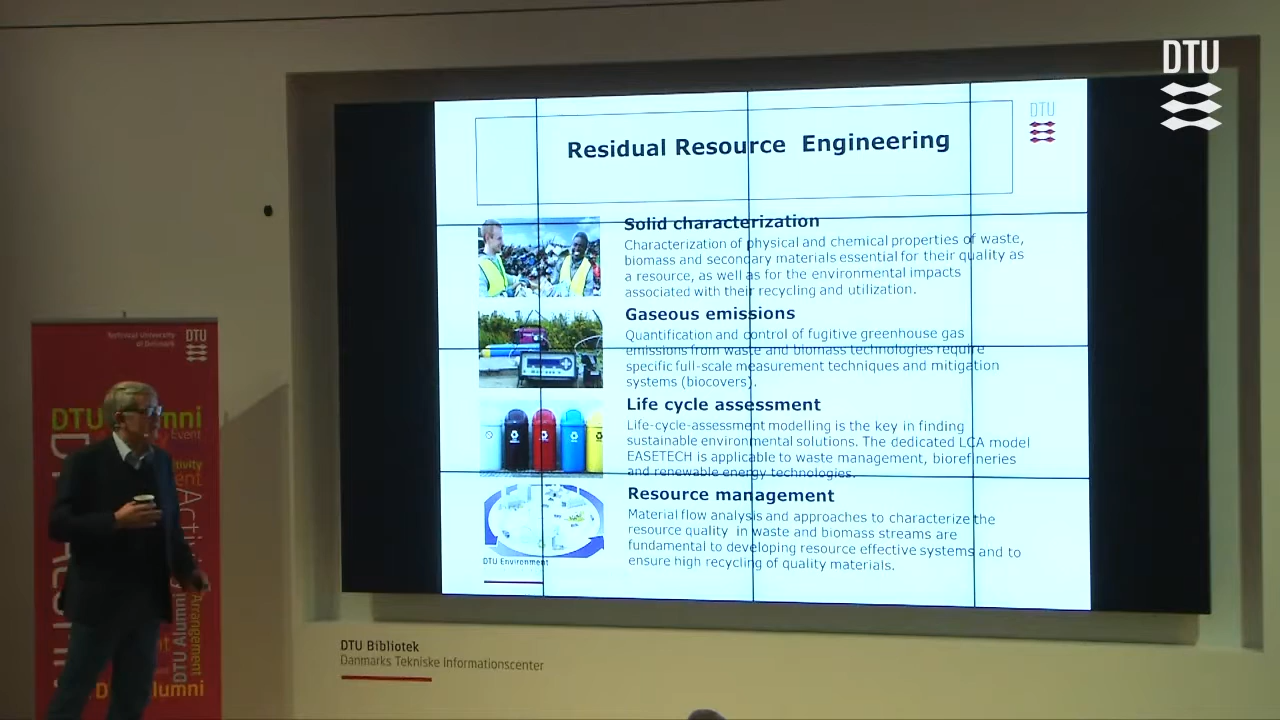 DTU
DTU
Residual Resource Engineering
Solid characterization
Characterization of physical and chemical properties of waste,
biomass and secondary materials essential for their quality as
a resource, as well as for the environmental impacts
associated with their recycling and utilization.
Gaseous emissions
Quantification and control of fugitive greenhouse gas
emissions from waste and biomass technologies require
specific full-scale measurement techniques and mitigation
systems (biocovers).
Life cycle assessment
Life-cycle-assessment modelling is the key in finding
sustainable environmental solutions. The dedicated LCA model
EASETECH is applicable to waste management, biorefineries
and renewable energy technologies.
Resource management
Material flow analysis and approaches to characterize the
resource quality in waste and biomass streams are
fundamental to developing resource effective systems and to
ensure high recycling of quality materials.
DTU Environment
Technical University
of Denmark
DTU
DTU
Event
DTU Alumni
Arrangement
DTU Bibliotek
Danmarks Tekniske Informationscenter